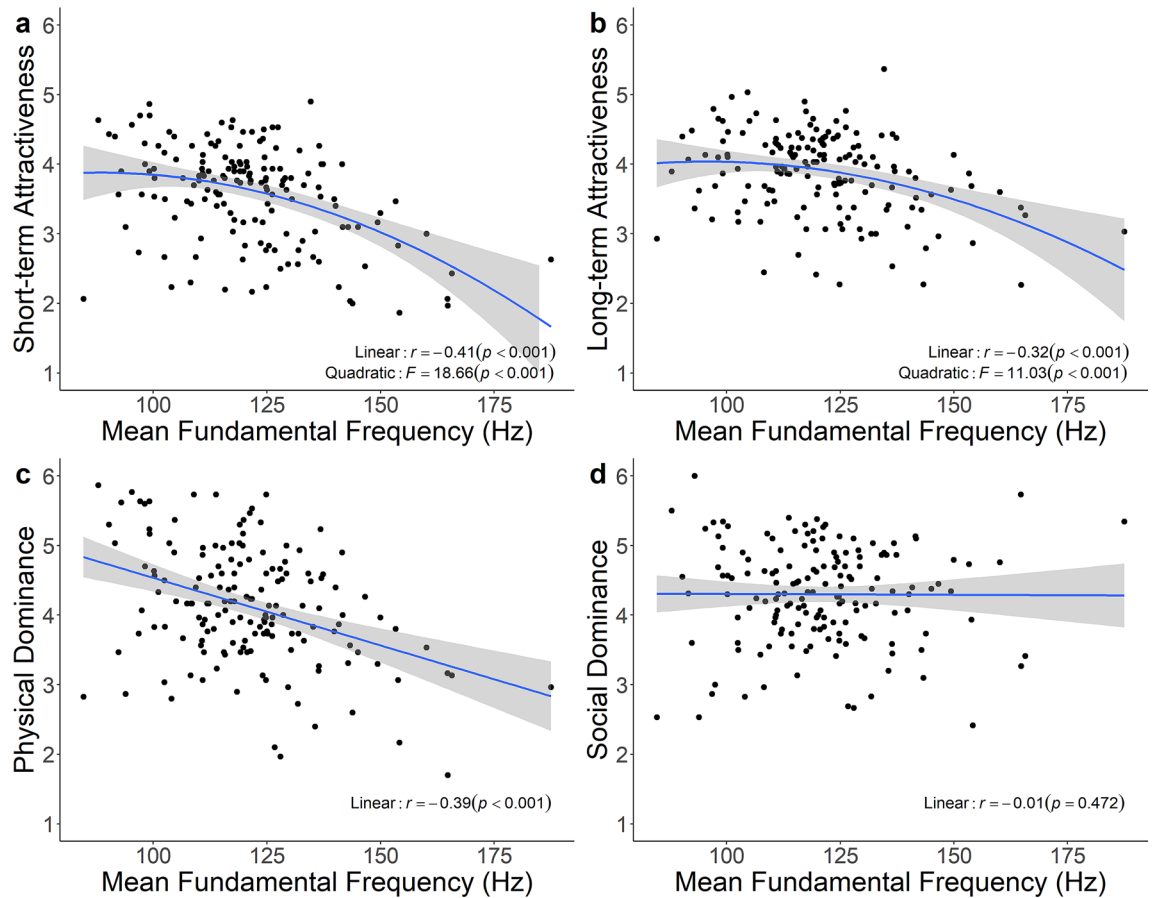 a
6
5
4
3
2
1
Short-term Attractiveness
Linear : r = −0.41(p < 0.001)
Quadratic : F = 18.66(p < 0.001)
100 125 150 175
Mean Fundamental Frequency (Hz)
b
6
5
4
3
2
1
Long-term Attractiveness
Linear : r = −0.32(p < 0.001)
Quadratic : F = 11.03(p < 0.001)
100 125 150 175
Mean Fundamental Frequency (Hz)
c
6
5
4
3
2
1
Physical Dominance
Linear : r = −0.39(p < 0.001)
100 125 150 175
Mean Fundamental Frequency (Hz)
d
6
5
4
3
2
1
Social Dominance
Linear : r = −0.01(p = 0.472)
100 125 150 175
Mean Fundamental Frequency (Hz)